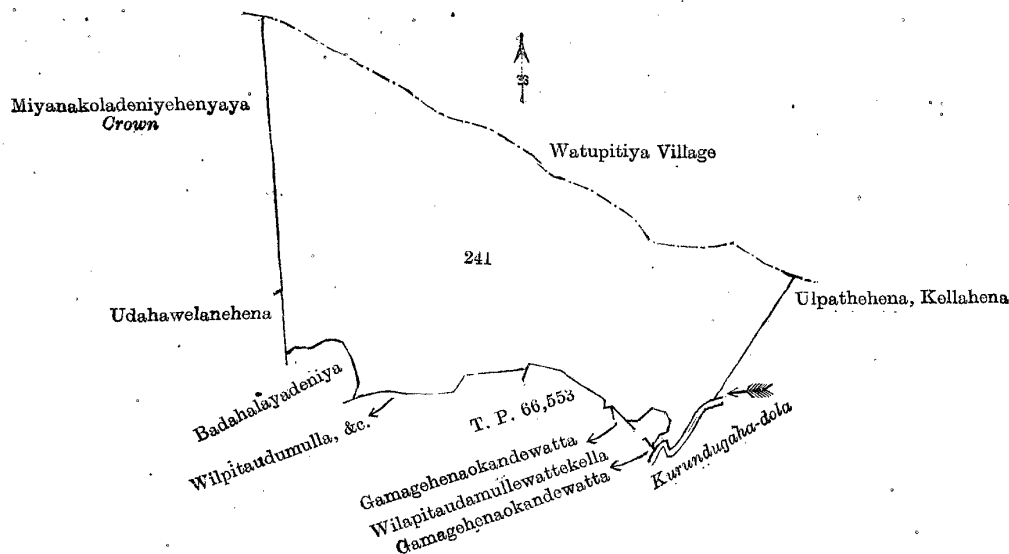 Miyanakoladeniyehenyaya
Crown
Watupitiya Village
241
Ulpathehena, Kellahena
Udahawelanehena
Badahalayadeniya
Wilpitaudumulla, &c.
T. P. 66,553
Gamagehenaokandewatta
Wilapitaudamullewattekella
Gamagehenaokandewatta
Kurundugaha-dola